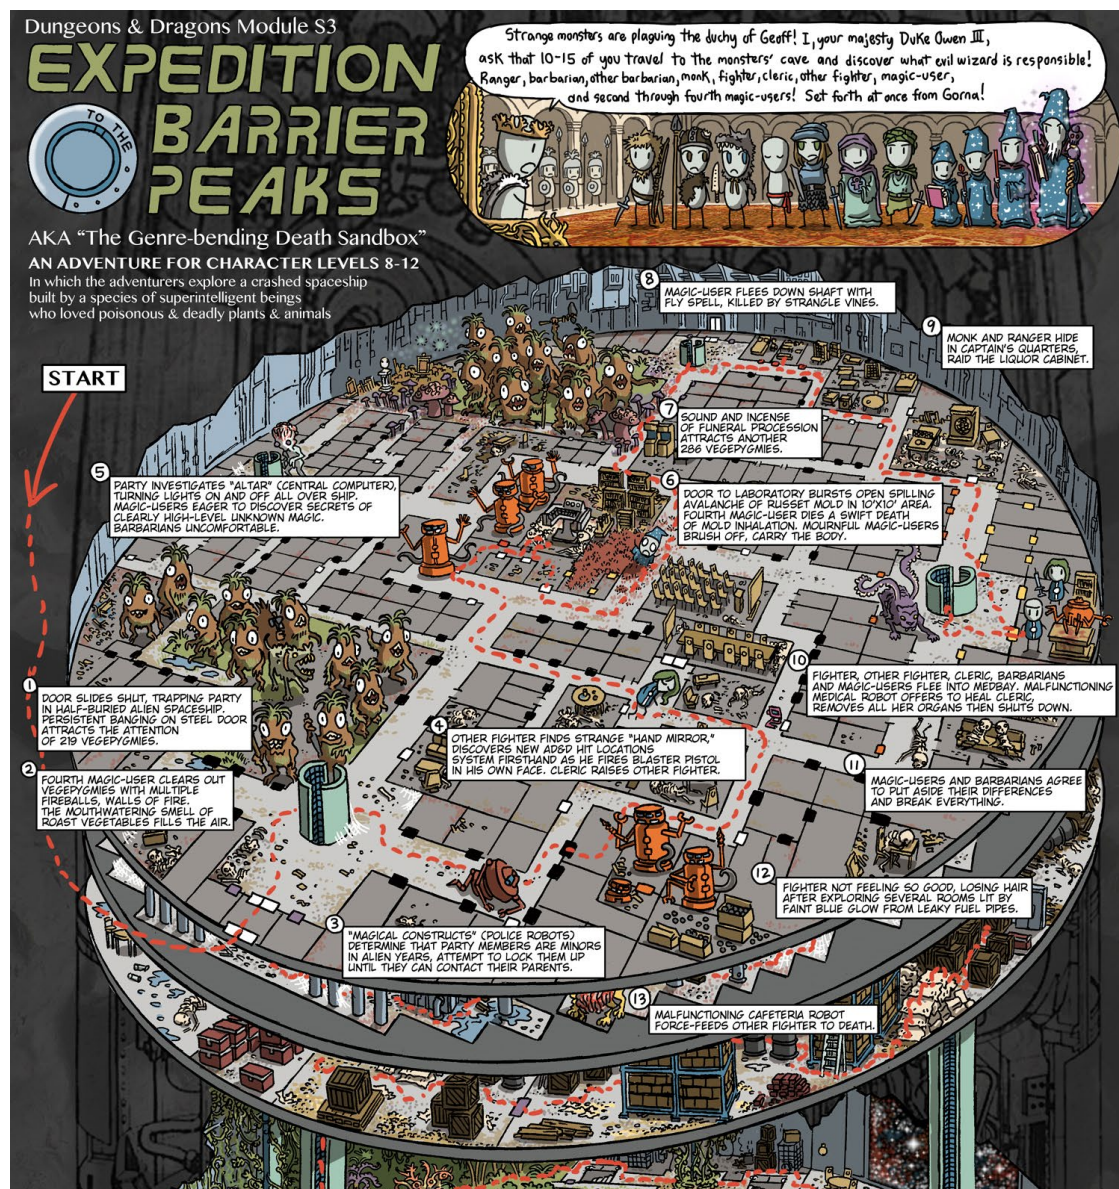 Dungeons & Dragons Module S3
EXPEDITION
TO THE
BARRIER
PEAKS
AKA “The Genre-bending Death Sandbox”
AN ADVENTURE FOR CHARACTER LEVELS 8-12
In which the adventurers explore a crashed spaceship
built by a species of superintelligent beings
who loved poisonous & deadly plants & animals
Strange monsters are plaguing the duchy of Geoff! I, your majesty Duke Owen III,
ask that 10-15 of you travel to the monsters' cave and discover what evil wizard is responsible!
Ranger, barbarian, other barbarian, monk, fighter, cleric, other fighter, magic-user,
and second through fourth magic-users! Set forth at once from Gorna!
START
1
DOOR SLIDES SHUT, TRAPPING PARTY
IN HALF-BURIED ALIEN SPACESHIP.
PERSISTENT BANGING ON STEEL DOOR
ATTRACTS THE ATTENTION
OF 219 VEGEPYGMIES.
2
FOURTH MAGIC-USER CLEARS OUT
VEGEPYGMIES WITH MULTIPLE
FIREBALLS, WALLS OF FIRE.
THE MOUTHWATERING SMELL OF
ROAST VEGETABLES FILLS THE AIR.
3
"MAGICAL CONSTRUCTS" (POLICE ROBOTS)
DETERMINE THAT PARTY MEMBERS ARE MINORS
IN ALIEN YEARS, ATTEMPT TO LOCK THEM UP
UNTIL THEY CAN CONTACT THEIR PARENTS.
4
OTHER FIGHTER FINDS STRANGE "HAND MIRROR,"
DISCOVERS NEW AD&D HIT LOCATIONS
SYSTEM FIRSTHAND AS HE FIRES BLASTER PISTOL
IN HIS OWN FACE. CLERIC RAISES OTHER FIGHTER.
5
PARTY INVESTIGATES "ALTAR" (CENTRAL COMPUTER),
TURNING LIGHTS ON AND OFF ALL OVER SHIP.
MAGIC-USERS EAGER TO DISCOVER SECRETS OF
CLEARLY HIGH-LEVEL UNKNOWN MAGIC.
BARBARIANS UNCOMFORTABLE.
6
DOOR TO LABORATORY BURSTS OPEN SPILLING
AVALANCHE OF RUSSET MOLD IN 10'X10' AREA.
FOURTH MAGIC-USER DIES A SWIFT DEATH
OF MOLD INHALATION. MOURNFUL MAGIC-USERS
BRUSH OFF, CARRY THE BODY.
7
SOUND AND INCENSE
OF FUNERAL PROCESSION
ATTRACTS ANOTHER
286 VEGEPYGMIES.
8
MAGIC-USER FLEES DOWN SHAFT WITH
FLY SPELL, KILLED BY STRANGLE VINES.
9
MONK AND RANGER HIDE
IN CAPTAIN'S QUARTERS,
RAID THE LIQUOR CABINET.
10
FIGHTER, OTHER FIGHTER, CLERIC, BARBARIANS
AND MAGIC-USERS FLEE INTO MEDBAY. MALFUNCTIONING
MEDICAL ROBOT OFFERS TO HEAL CLERIC,
REMOVES ALL HER ORGANS THEN SHUTS DOWN.
11
MAGIC-USERS AND BARBARIANS AGREE
TO PUT ASIDE THEIR DIFFERENCES
AND BREAK EVERYTHING.
12
FIGHTER NOT FEELING SO GOOD, LOSING HAIR
AFTER EXPLORING SEVERAL ROOMS LIT BY
FAINT BLUE GLOW FROM LEAKY FUEL PIPES.
13
MALFUNCTIONING CAFETERIA ROBOT
FORCE-FEEDS OTHER FIGHTER TO DEATH.